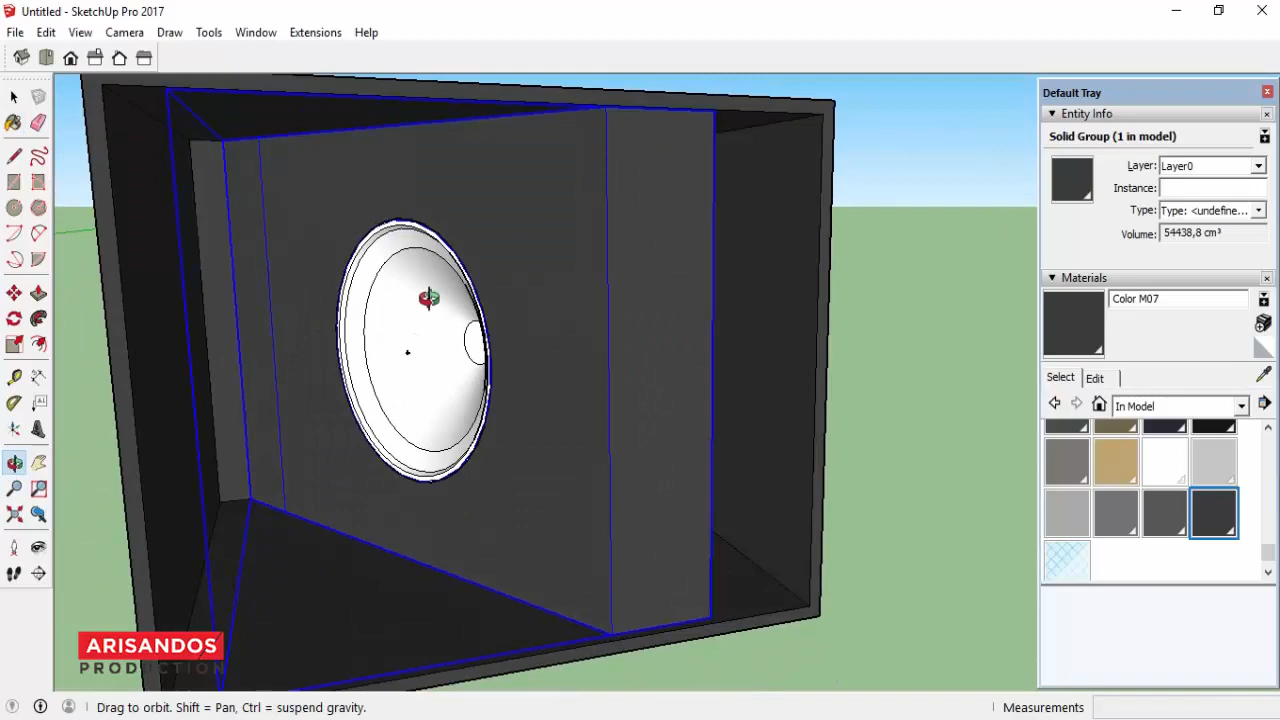 Untitled - SketchUp Pro 2017
File Edit View Camera Draw Tools Window Extensions Help
Default Tray
Entity Info
Solid Group (1 in model)
Layer: Layer0
Instance:
Type: Type: <undefine...
Volume: 54438,8 cm³
Materials
Color M07
Select Edit
In Model
ARISANDOS
PRODUCTION
Drag to orbit. Shift = Pan, Ctrl = suspend gravity.
Measurements